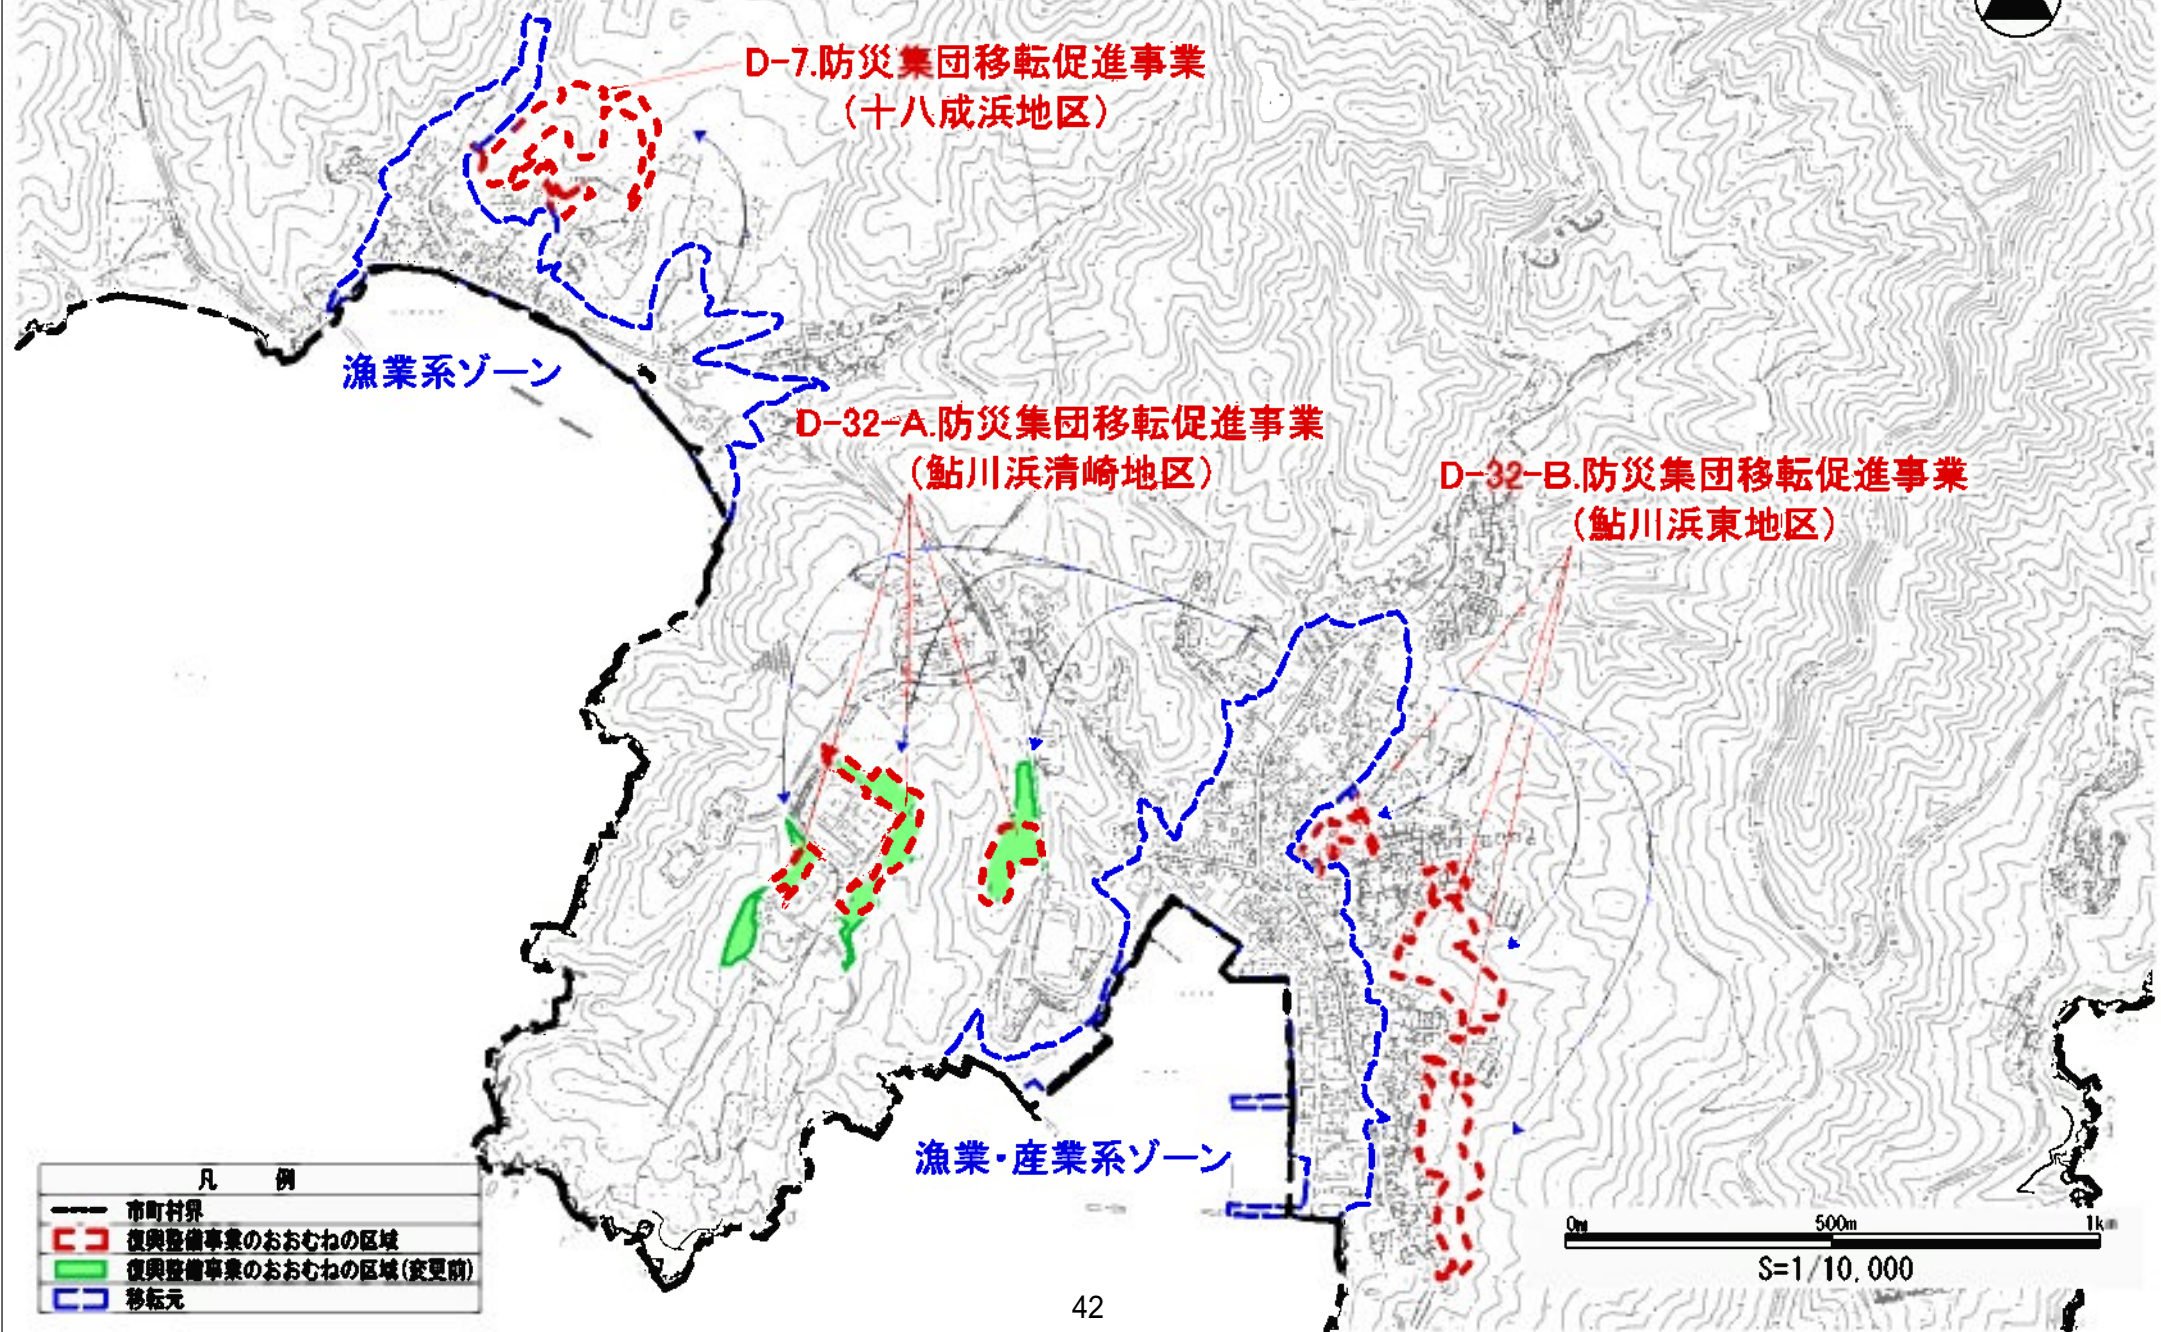 D-7.防災集団移転促進事業
(十八成浜地区)
漁業系ゾーン
D-32-A.防災集団移転促進事業
(鮎川浜清崎地区)
D-32-B.防災集団移転促進事業
(鮎川浜東地区)
漁業・産業系ゾーン
凡 例
市町村界
復興整備事業のおおむねの区域
復興整備事業のおおむねの区域(変更前)
移転元
0m 500m 1km
S=1/10,000
42